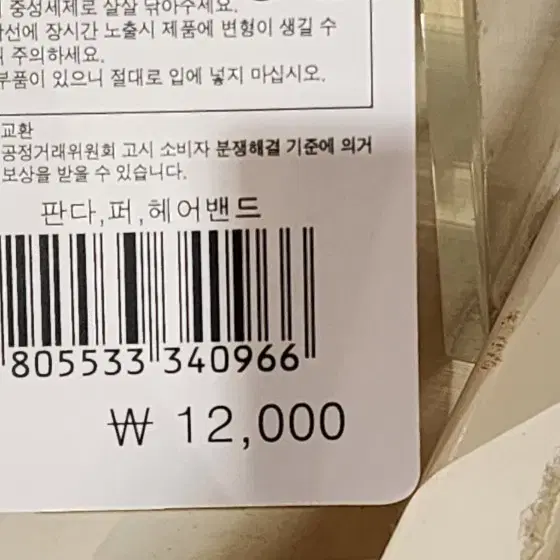 중성세제로 살살 닦아주세요.
선에 장시간 노출시 제품에 변형이 생길 수
주의하세요.
부품이 있으니 절대로 입에 넣지 마십시오.
교환
공정거래위원회 고시 소비자 분쟁해결 기준에 의거
보상을 받을 수 있습니다.
판다,퍼,헤어밴드
805533 340966
₩ 12,000